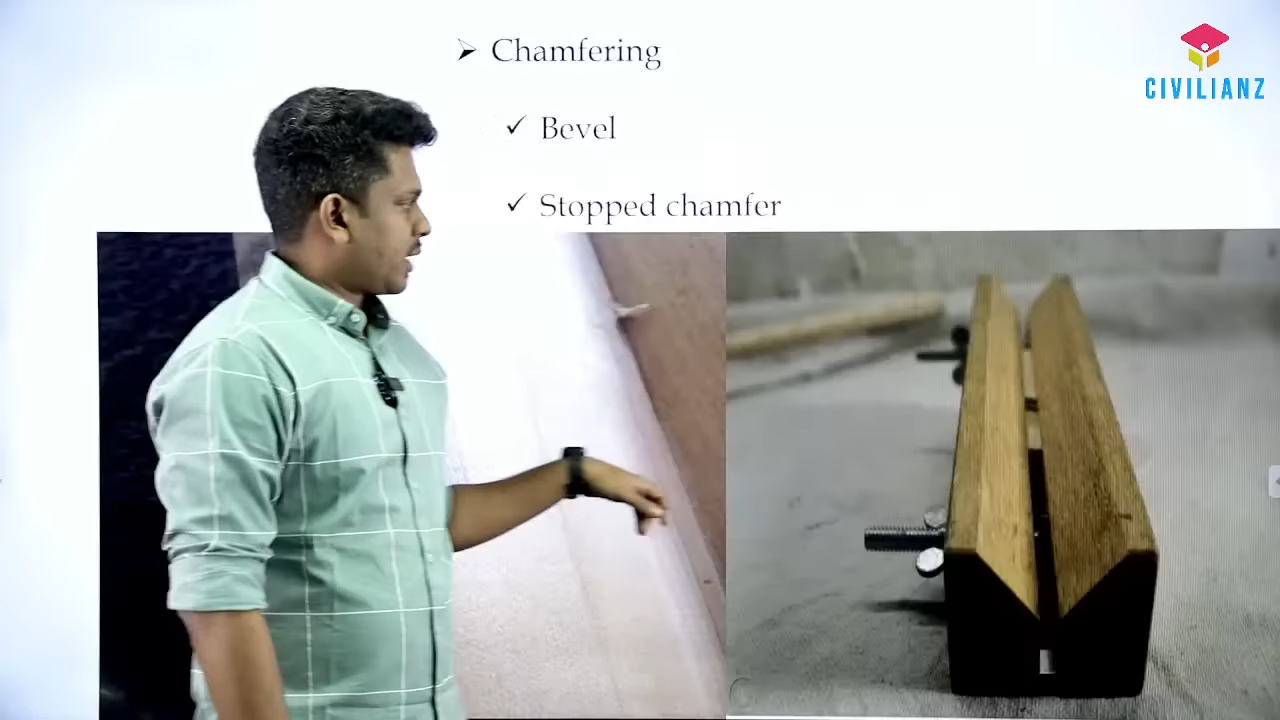 ➢ Chamfering
✓ Bevel
✓ Stopped chamfer
CIVILIANZ